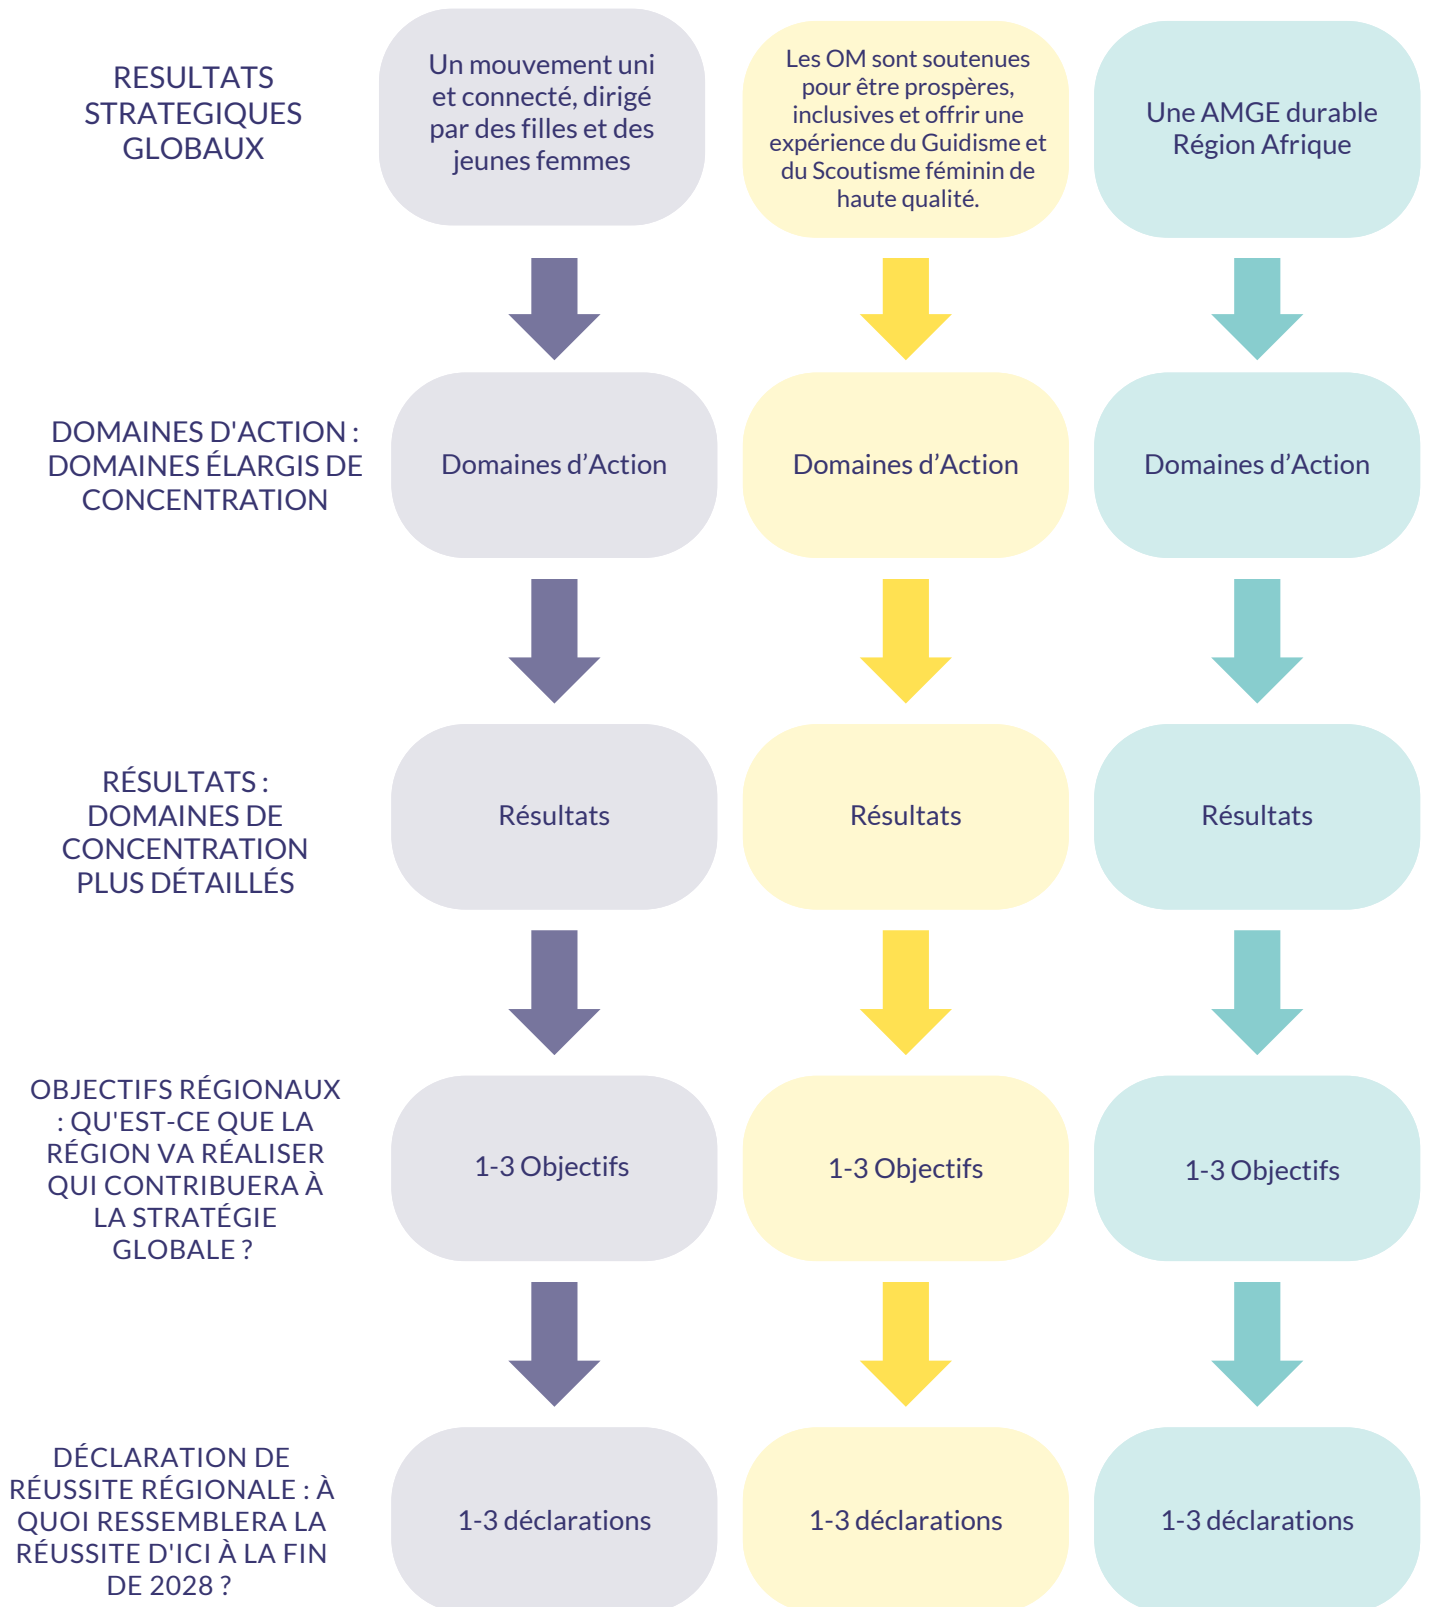 RESULTATS
STRATEGIQUES
GLOBAUX
Un mouvement uni
et connecté, dirigé
par des filles et des
jeunes femmes
Les OM sont soutenues
pour être prospères,
inclusives et offrir une
expérience du Guidisme et
du Scoutisme féminin de
haute qualité.
Une AMGE durable
Région Afrique
DOMAINES D'ACTION :
DOMAINES ÉLARGIS DE
CONCENTRATION
Domaines d’Action
Domaines d’Action
Domaines d’Action
RÉSULTATS :
DOMAINES DE
CONCENTRATION
PLUS DÉTAILLÉS
Résultats
Résultats
Résultats
OBJECTIFS RÉGIONAUX
: QU'EST-CE QUE LA
RÉGION VA RÉALISER
QUI CONTRIBUERA À
LA STRATÉGIE
GLOBALE ?
1-3 Objectifs
1-3 Objectifs
1-3 Objectifs
DÉCLARATION DE
RÉUSSITE RÉGIONALE : À
QUOI RESSEMBLERA LA
RÉUSSITE D'ICI À LA FIN
DE 2028 ?
1-3 déclarations
1-3 déclarations
1-3 déclarations